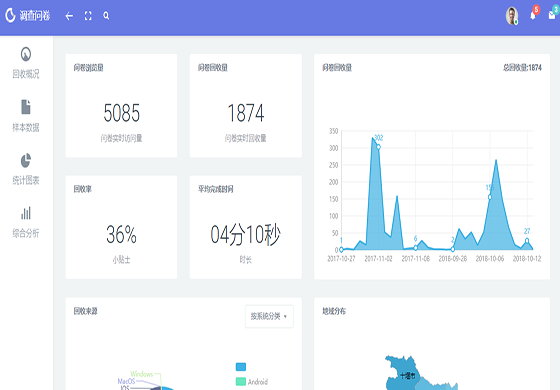 调查问卷
5
3
回收概况
样本数据
统计图表
综合分析
问卷浏览量
5085
问卷实时访问量
问卷回收量
1874
问卷实时回收量
回收率
36%
小贴士
平均完成时间
04分10秒
时长
问卷回收量
总回收量:1874
350
300
250
200
150
100
50
0
1
302
6
2
27
2017-10-27
2017-11-02
2017-11-08
2018-09-28
2018-10-06
2018-10-12
回收来源
按系统分类
Windows
MacOS
IOS
Android
地域分布
十堰市